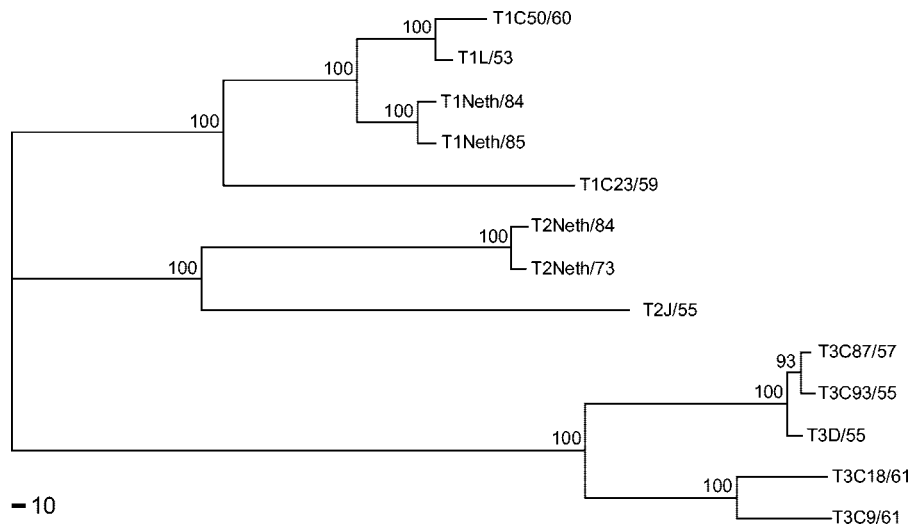 100 T1C50/60
T1L/53
100
100 T1Neth/84
T1Neth/85
100
T1C23/59
100 T2Neth/84
T2Neth/73
100
T2J/55
93 T3C87/57
T3C93/55
100
T3D/55
100
100 T3C18/61
T3C9/61
10